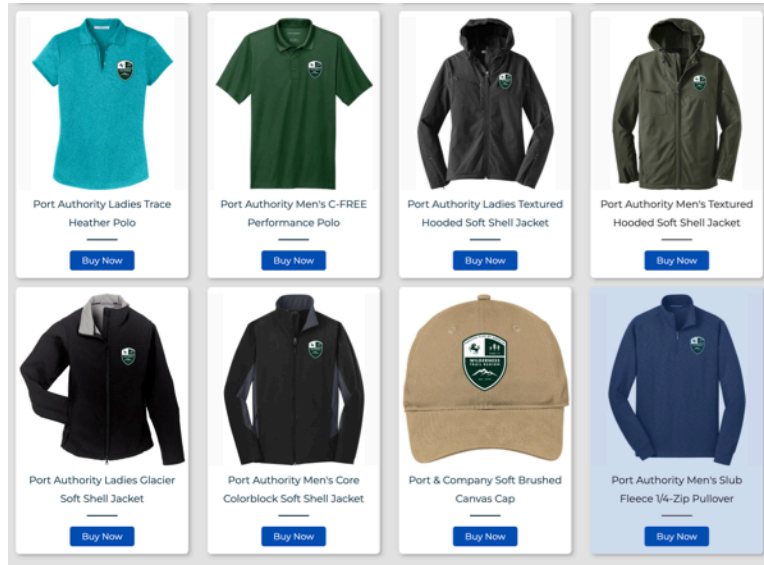 Port Authority Ladies Trace
Heather Polo
Buy Now
Port Authority Men's C-FREE
Performance Polo
Buy Now
Port Authority Ladies Textured
Hooded Soft Shell Jacket
Buy Now
Port Authority Men's Textured
Hooded Soft Shell Jacket
Buy Now
Port Authority Ladies Glacier
Soft Shell Jacket
Buy Now
Port Authority Men's Core
Colorblock Soft Shell Jacket
Buy Now
WILDERNESS
TRAIL REGION
Port & Company Soft Brushed
Canvas Cap
Buy Now
Port Authority Men's Slub
Fleece 1/4-Zip Pullover
Buy Now